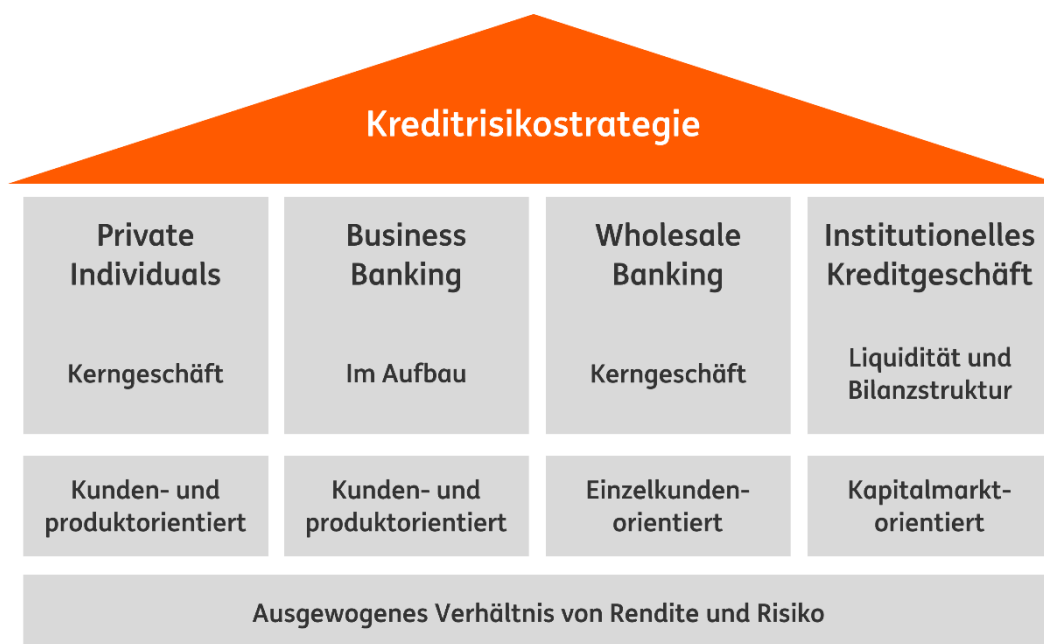 Kreditrisikostrategie
Private
Individuals
Kerngeschäft
Business
Banking
Im Aufbau
Wholesale
Banking
Kerngeschäft
Institutionelles
Kreditgeschäft
Liquidität und
Bilanzstruktur
Kunden- und
produktorientiert
Kunden- und
produktorientiert
Einzelkunden-
orientiert
Kapitalmarkt-
orientiert
Ausgewogenes Verhältnis von Rendite und Risiko